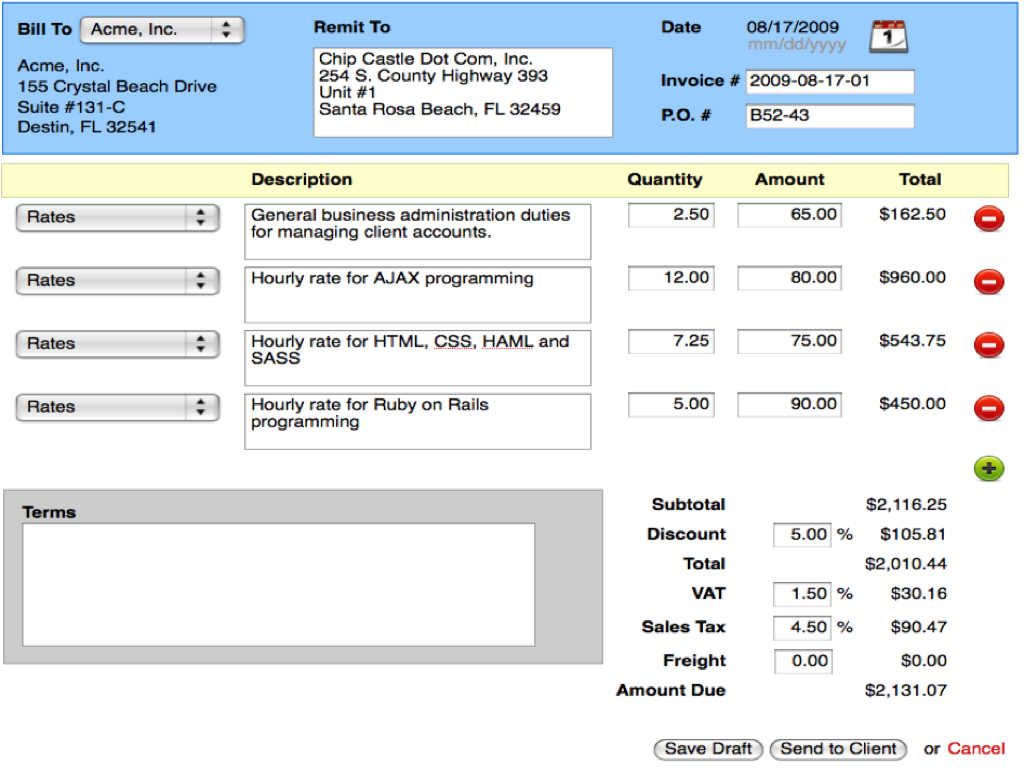 Bill To Acme, Inc.
Acme, Inc.
155 Crystal Beach Drive
Suite #131-C
Destin, FL 32541
Remit To
Chip Castle Dot Com, Inc.
254 S. County Highway 393
Unit #1
Santa Rosa Beach, FL 32459
Date 08/17/2009
mm/dd/yyyy
1
Invoice # 2009-08-17-01
P.O. # B52-43
Description Quantity Amount Total
Rates General business administration duties 2.50 65.00 $162.50
for managing client accounts.
Rates Hourly rate for AJAX programming 12.00 80.00 $960.00
Rates Hourly rate for HTML, CSS, HAML and 7.25 75.00 $543.75
SASS
Rates Hourly rate for Ruby on Rails 5.00 90.00 $450.00
programming
Terms
Subtotal $2,116.25
Discount 5.00 % $105.81
Total $2,010.44
VAT 1.50 % $30.16
Sales Tax 4.50 % $90.47
Freight 0.00 $0.00
Amount Due $2,131.07
Save Draft Send to Client or Cancel